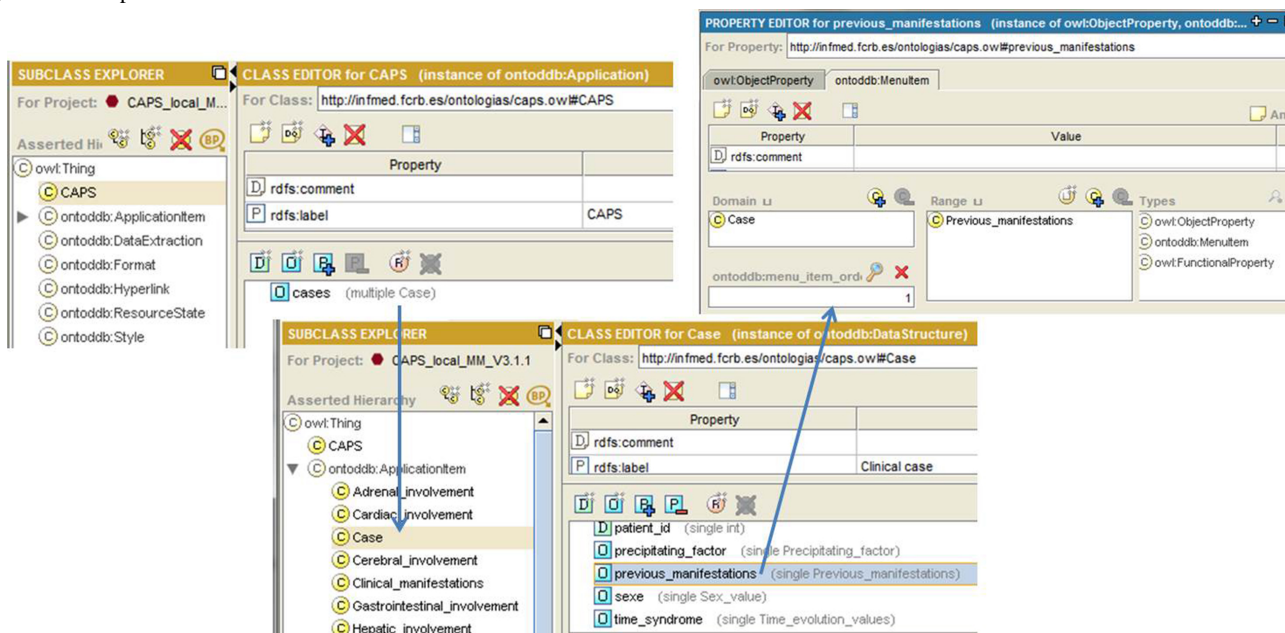 SUBCLASS EXPLORER
For Project: CAPS_local_M...
Asserted Hi
BP
owl:Thing
CAPS
ontoddb:ApplicationItem
ontoddb:DataExtraction
ontoddb:Format
ontoddb:Hyperlink
ontoddb:ResourceState
ontoddb:Style
CLASS EDITOR for CAPS (instance of ontoddb:Application)
For Class: http://infmed.fcrb.es/ontologias/caps.owl#CAPS
Property
rdfs:comment
rdfs:label CAPS
cases (multiple Case)
PROPERTY EDITOR for previous_manifestations (instance of owl:ObjectProperty, ontoddb:...
For Property: http://infmed.fcrb.es/ontologias/caps.owl#previous_manifestations
owl:ObjectProperty ontoddb:MenuItem
An
Property Value
rdfs:comment
Domain Range Types
Case Previous_manifestations owl:ObjectProperty
ontoddb:MenuItem
owl:FunctionalProperty
ontoddb:menu_item_ord
1
SUBCLASS EXPLORER
For Project: CAPS_local_MM_V3.1.1
Asserted Hierarchy
BP
owl:Thing
CAPS
ontoddb:ApplicationItem
Adrenal_involvement
Cardiac_involvement
Case
Cerebral_involvement
Clinical_manifestations
Gastrointestinal_involvement
Hepatic_involvement
CLASS EDITOR for Case (instance of ontoddb:DataStructure)
For Class: http://infmed.fcrb.es/ontologias/caps.owl#Case
Property
rdfs:comment
rdfs:label Clinical case
patient_id (single int)
precipitating_factor (single Precipitating_factor)
previous_manifestations (single Previous_manifestations)
sexe (single Sex_value)
time_syndrome (single Time_evolution_values)